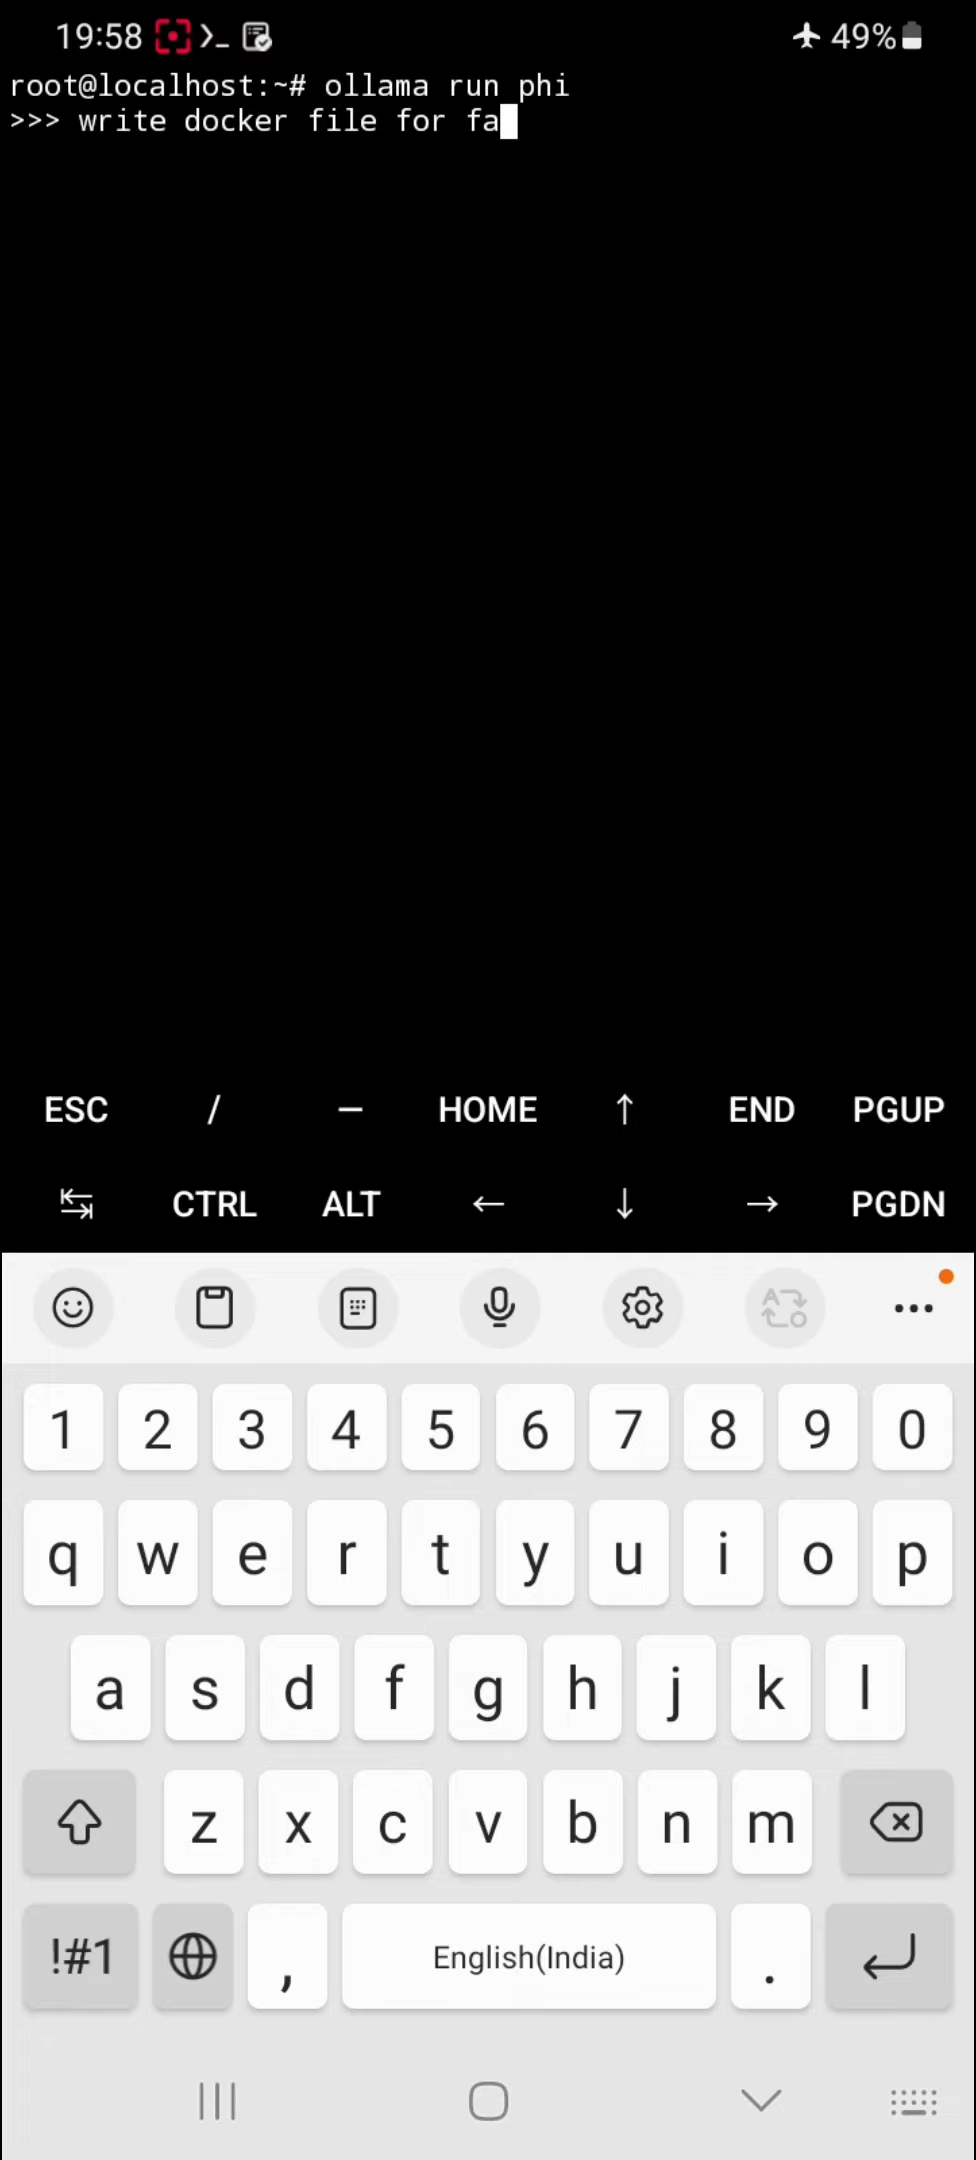 19:58 49%
root@localhost:~# ollama run phi
>>> write docker file for fa
ESC / – HOME ↑ END PGUP
↹ CTRL ALT ← ↓ → PGDN
1 2 3 4 5 6 7 8 9 0
q w e r t y u i o p
a s d f g h j k l
z x c v b n m
!#1 , English(India) .